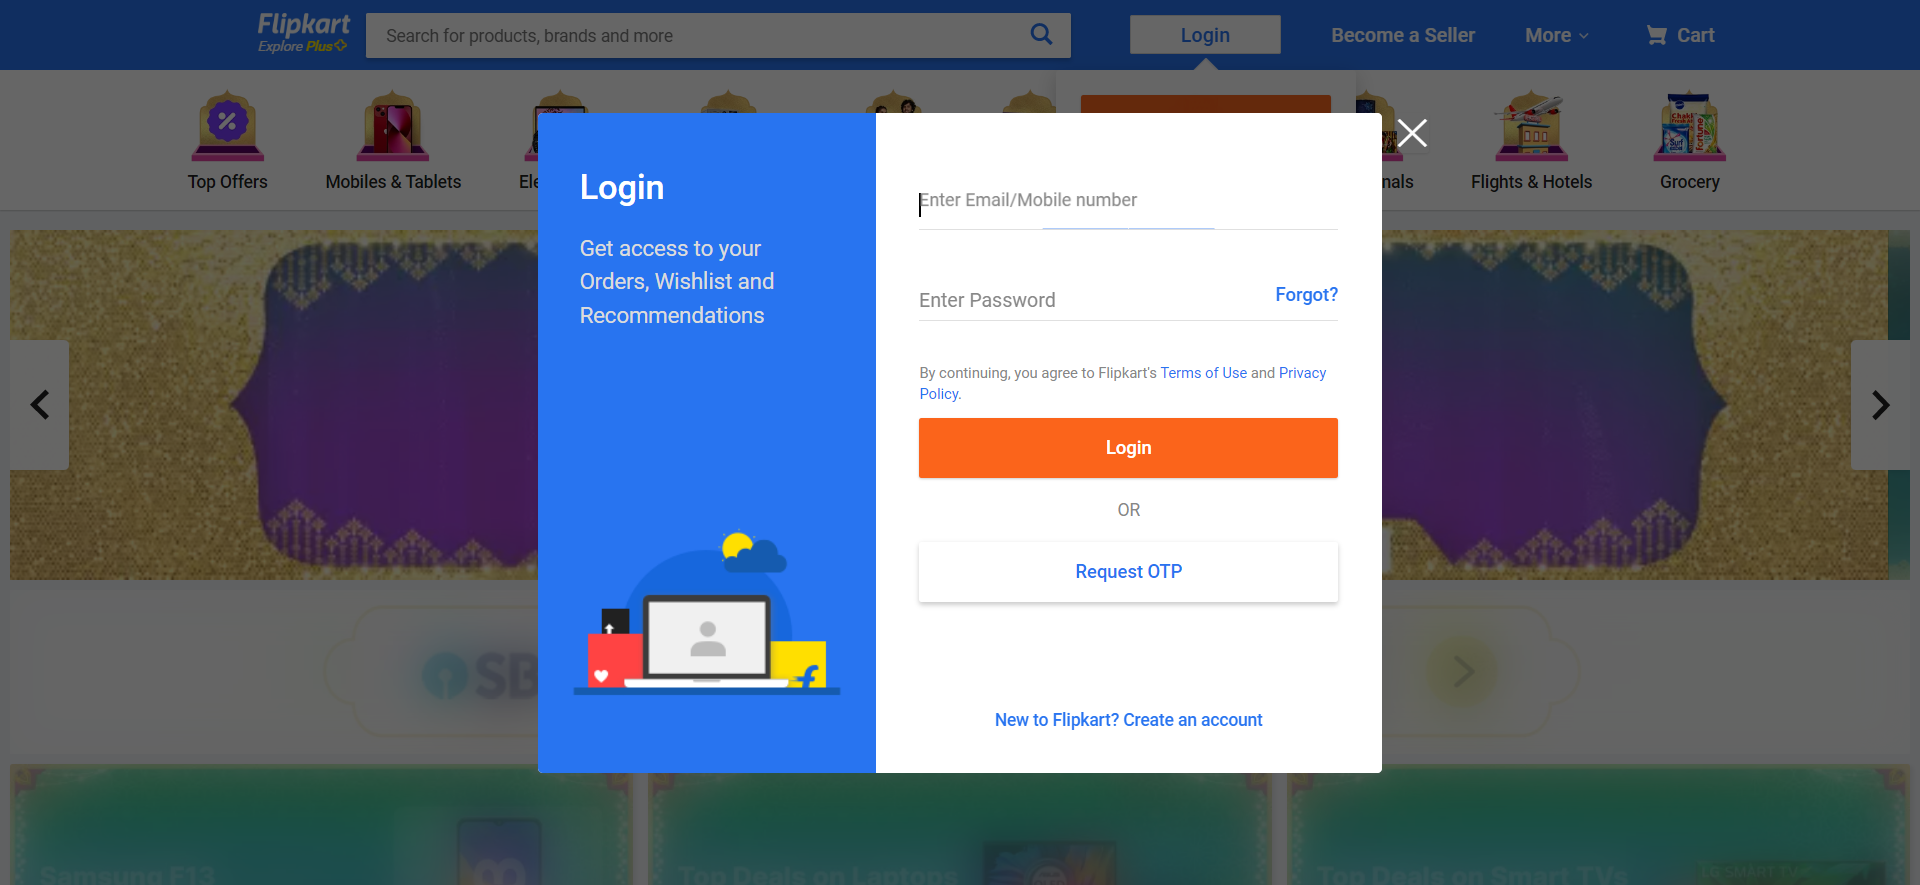 Flipkart
Explore Plus
Search for products, brands and more
Login
Become a Seller
More
Cart
Top Offers
Mobiles & Tablets
Flights & Hotels
Grocery
Login
Get access to your
Orders, Wishlist and
Recommendations
Enter Email/Mobile number
Enter Password
Forgot?
By continuing, you agree to Flipkart's Terms of Use and Privacy
Policy.
Login
OR
Request OTP
New to Flipkart? Create an account
Samsung F13
Top Deals on Laptops
Top Deals on Smart TVs
LG SMART TV